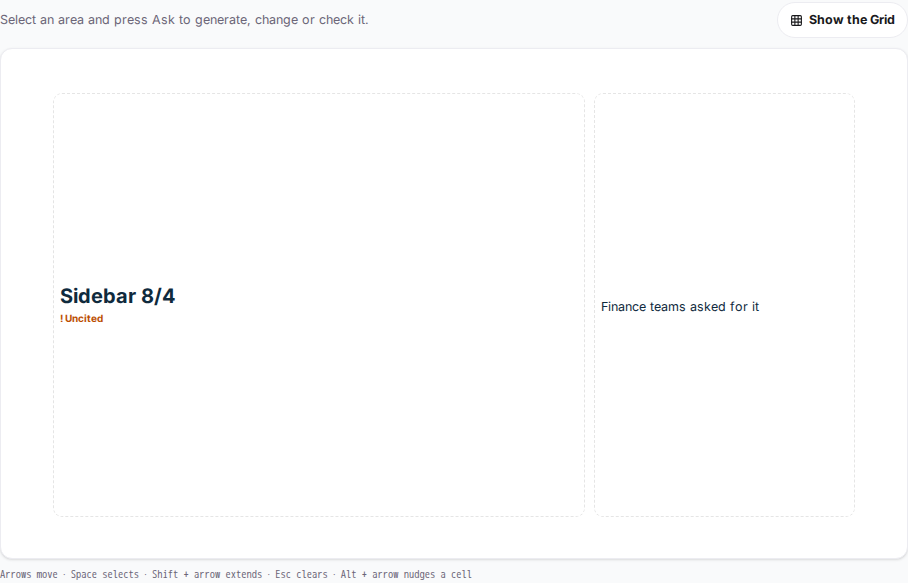 Select an area and press Ask to generate, change or check it.
Show the Grid
Sidebar 8/4
! Uncited
Finance teams asked for it
Arrows move · Space selects · Shift + arrow extends · Esc clears · Alt + arrow nudges a cell